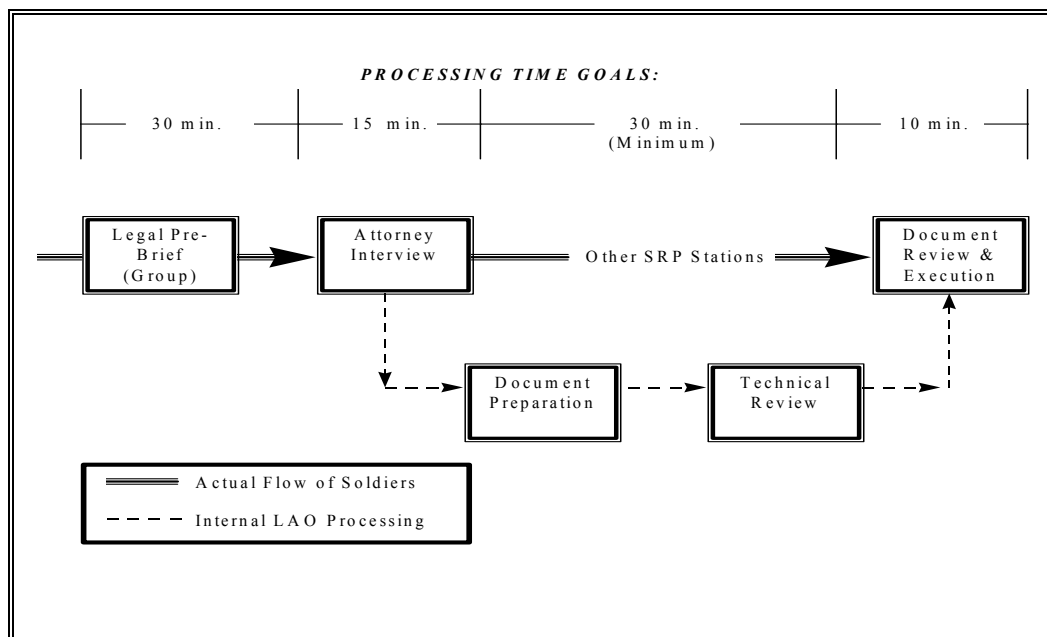 PROCESSING TIME GOALS:
30 min.
15 min.
30 min.
(Minimum)
10 min.
Legal Pre-
Brief
(Group)
Attorney
Interview
Other SRP Stations
Document
Review &
Execution
Document
Preparation
Technical
Review
Actual Flow of Soldiers
Internal LAO Processing